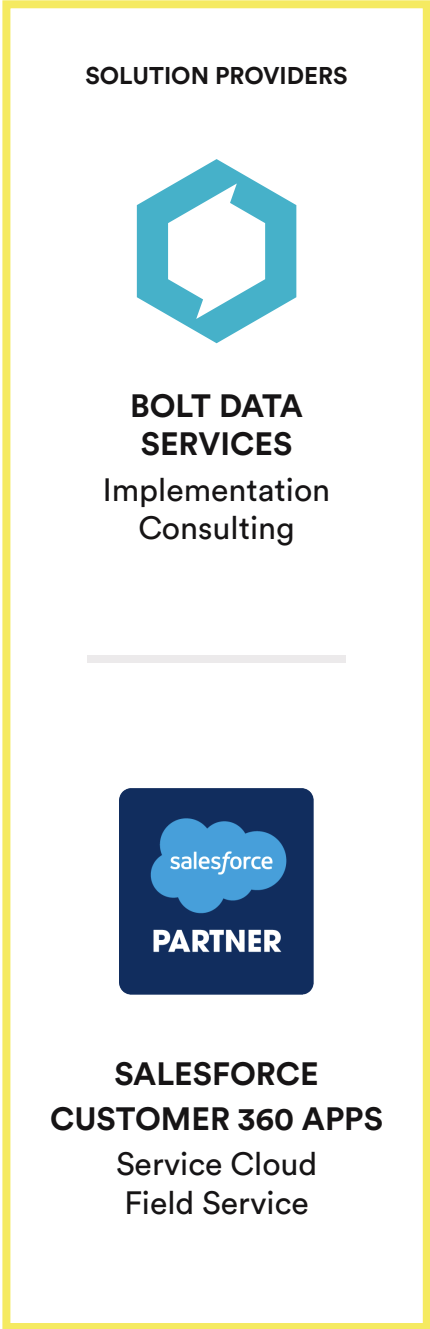 SOLUTION PROVIDERS
BOLT DATA
SERVICES
Implementation
Consulting
salesforce
PARTNER
SALESFORCE
CUSTOMER 360 APPS
Service Cloud
Field Service